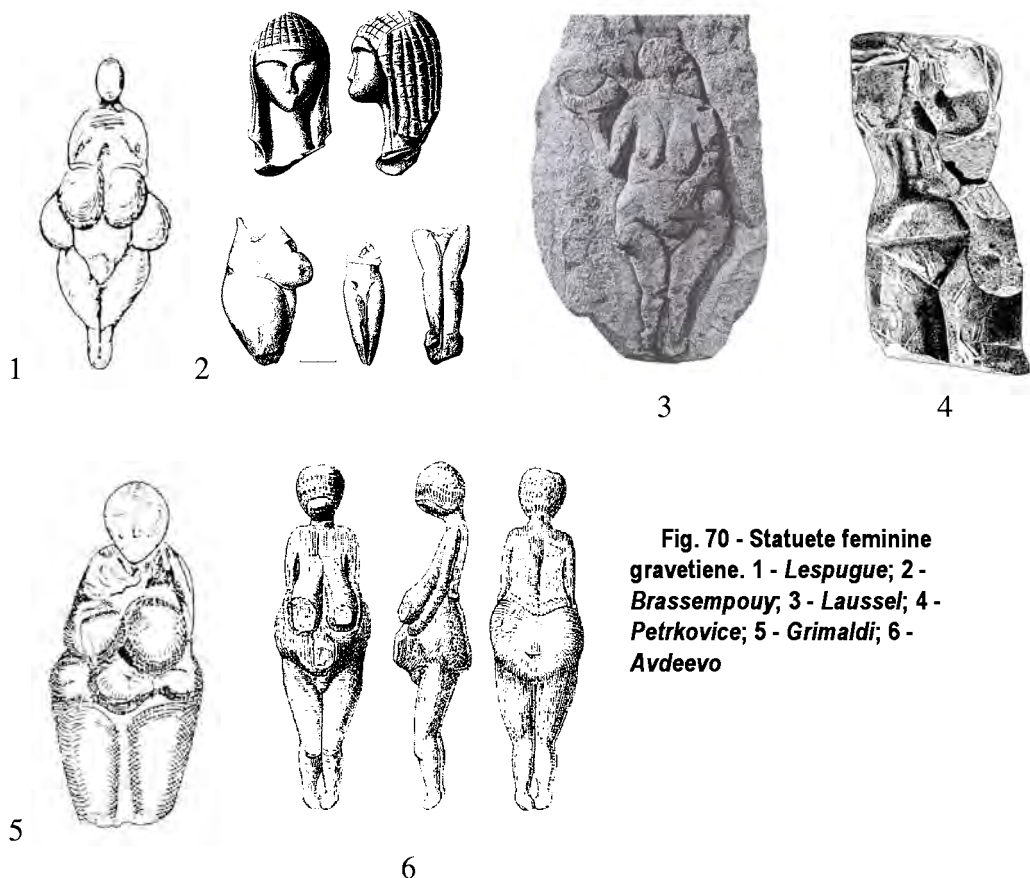 1
2
3
4
5
6
Fig. 70 - Statuete feminine
gravetiene. 1 - Lespugue; 2 -
Brassempouy; 3 - Laussel; 4 -
Petrkovice; 5 - Grimaldi; 6 -
Avdeevo